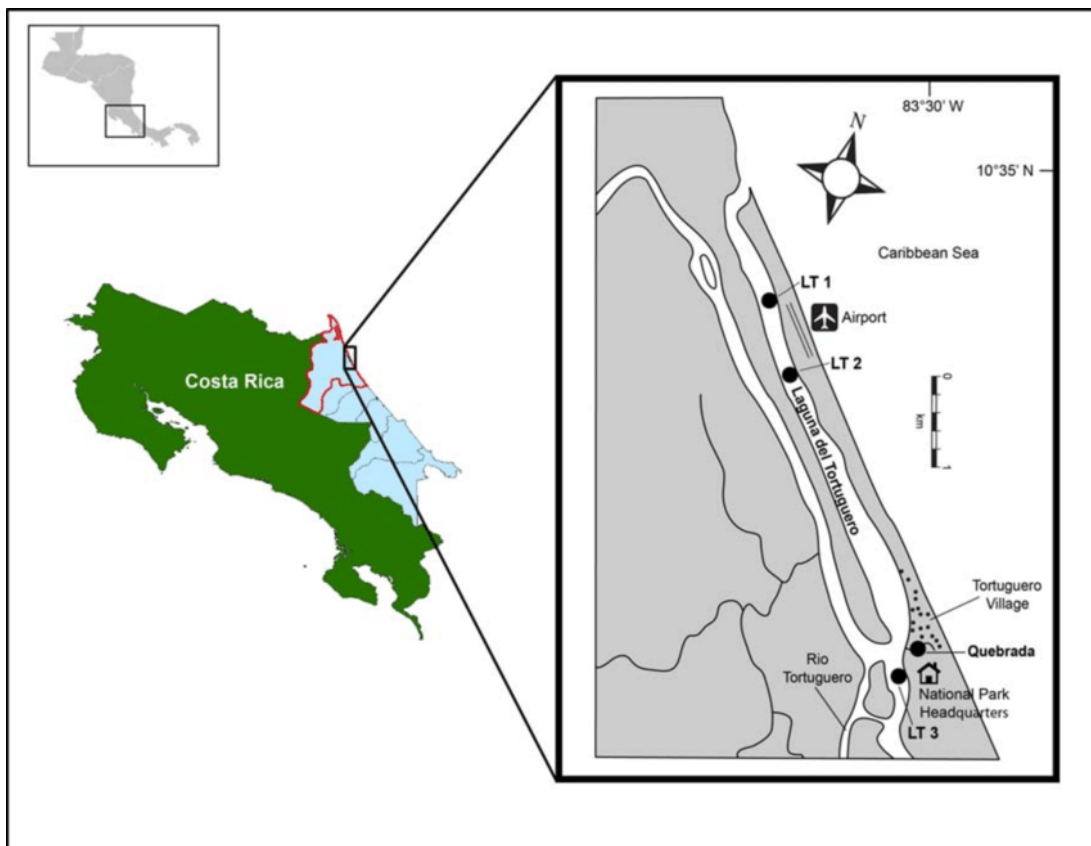 83°30' W
N
10°35' N
Caribbean Sea
LT 1
Airport
LT 2
Costa Rica
0
km
1
Laguna del Tortuguero
Tortuguero
Village
Quebrada
Rio
Tortuguero
National Park
Headquarters
LT 3